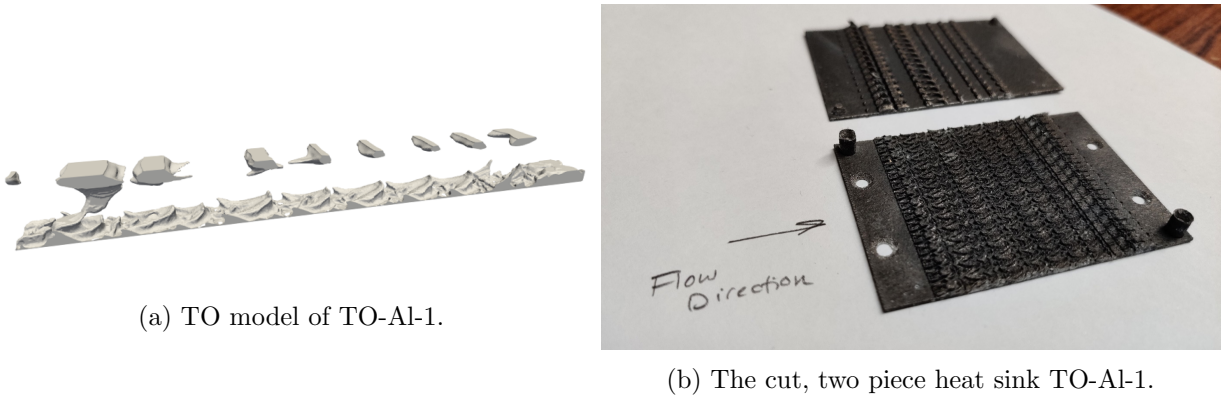 (a) TO model of TO-Al-1.
Flow
Direction
(b) The cut, two piece heat sink TO-Al-1.